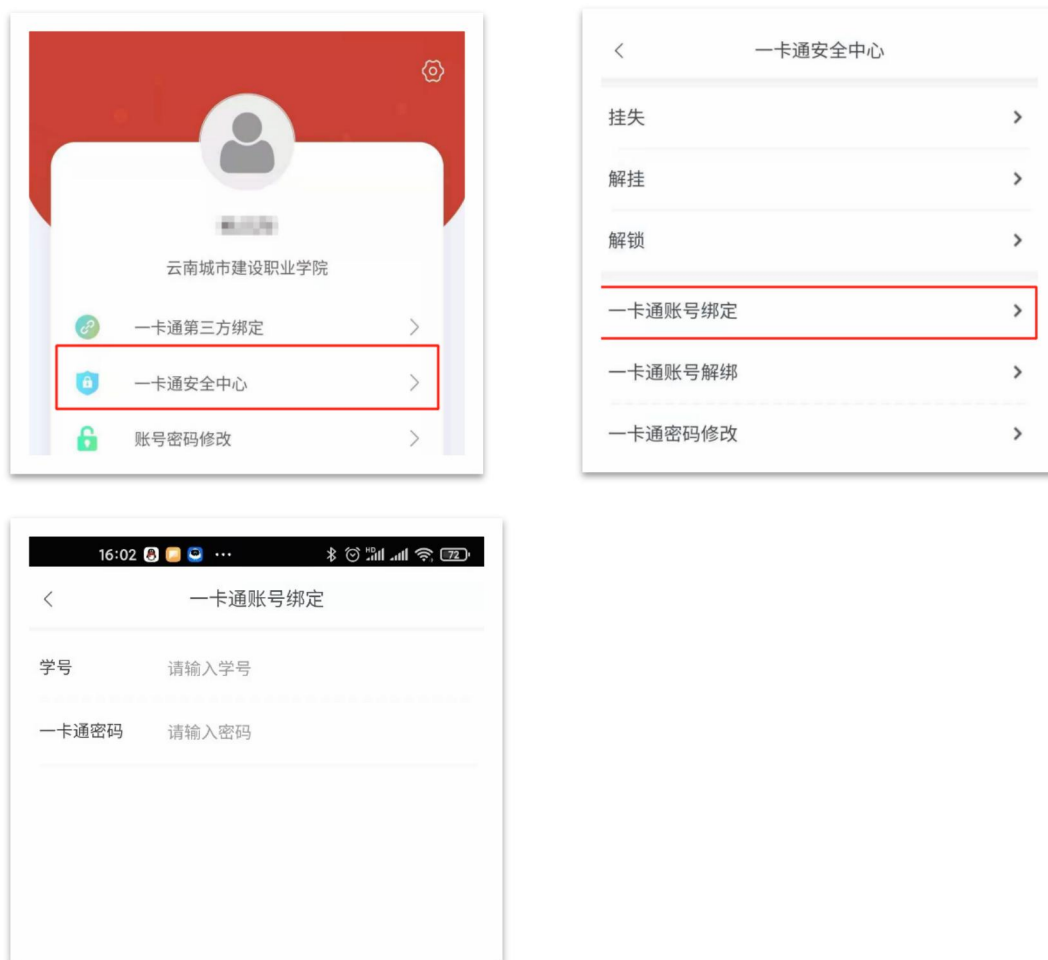 云南城市建设职业学院
一卡通第三方绑定
一卡通安全中心
账号密码修改
一卡通安全中心
挂失
解挂
解锁
一卡通账号绑定
一卡通账号解绑
一卡通密码修改
16:02 HD 72
一卡通账号绑定
学号 请输入学号
一卡通密码 请输入密码